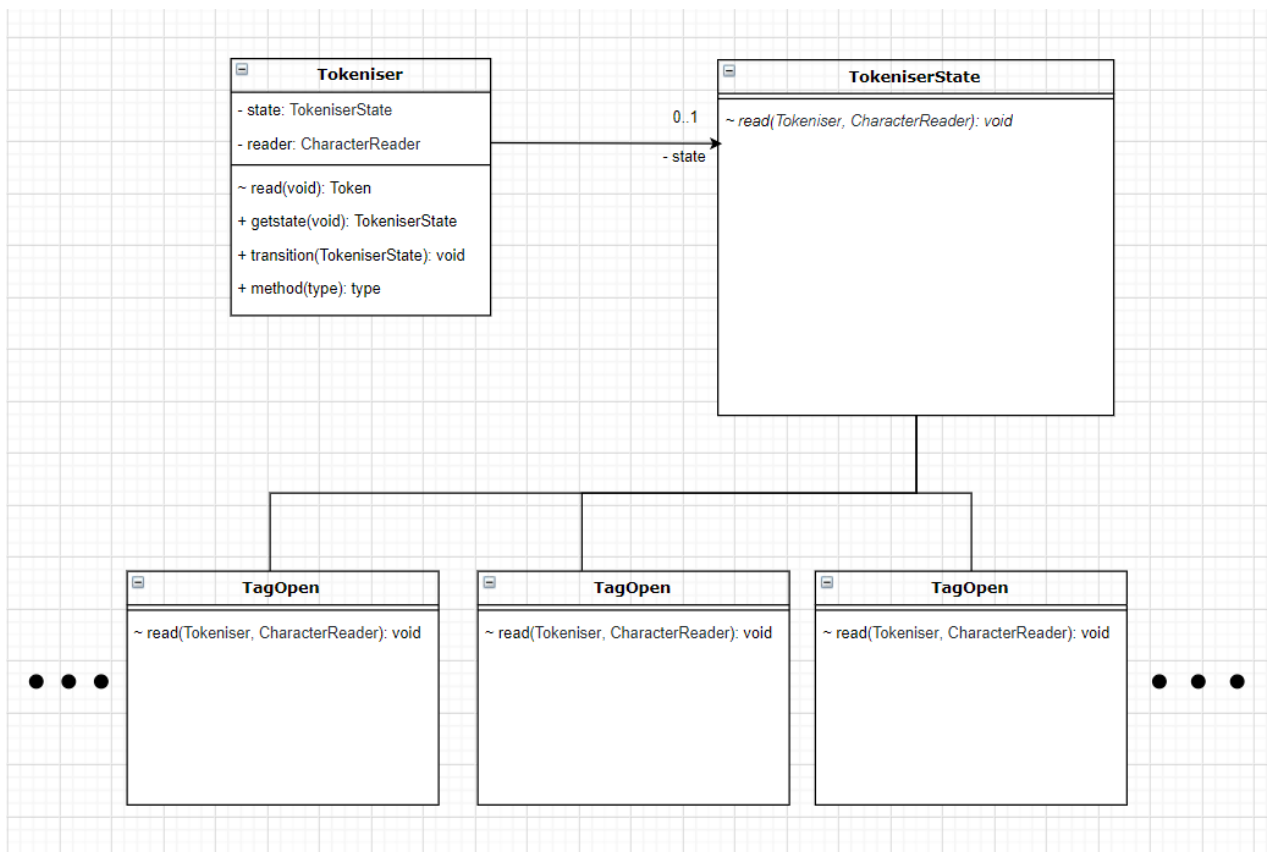 Tokeniser
- state: TokeniserState
- reader: CharacterReader
~ read(void): Token
+ getstate(void): TokeniserState
+ transition(TokeniserState): void
+ method(type): type
0..1
- state
TokeniserState
~ read(Tokeniser, CharacterReader): void
TagOpen
~ read(Tokeniser, CharacterReader): void
TagOpen
~ read(Tokeniser, CharacterReader): void
TagOpen
~ read(Tokeniser, CharacterReader): void